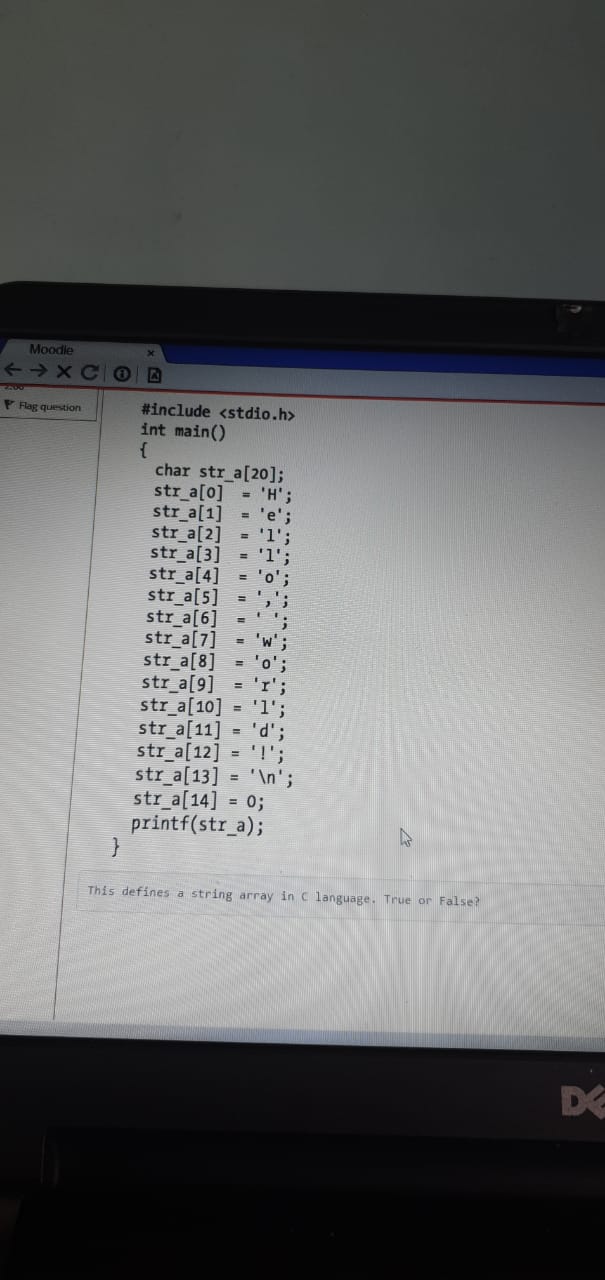 Moodle
Flag question
#include <stdio.h>
int main()
{
char str_a[20];
str_a[0] = 'H';
str_a[1] = 'e';
str_a[2] = 'l';
str_a[3] = 'l';
str_a[4] = 'o';
str_a[5] = ',';
str_a[6] = ' ';
str_a[7] = 'w';
str_a[8] = 'o';
str_a[9] = 'r';
str_a[10] = 'l';
str_a[11] = 'd';
str_a[12] = '!';
str_a[13] = '\n';
str_a[14] = 0;
printf(str_a);
}
This defines a string array in C language. True or False?